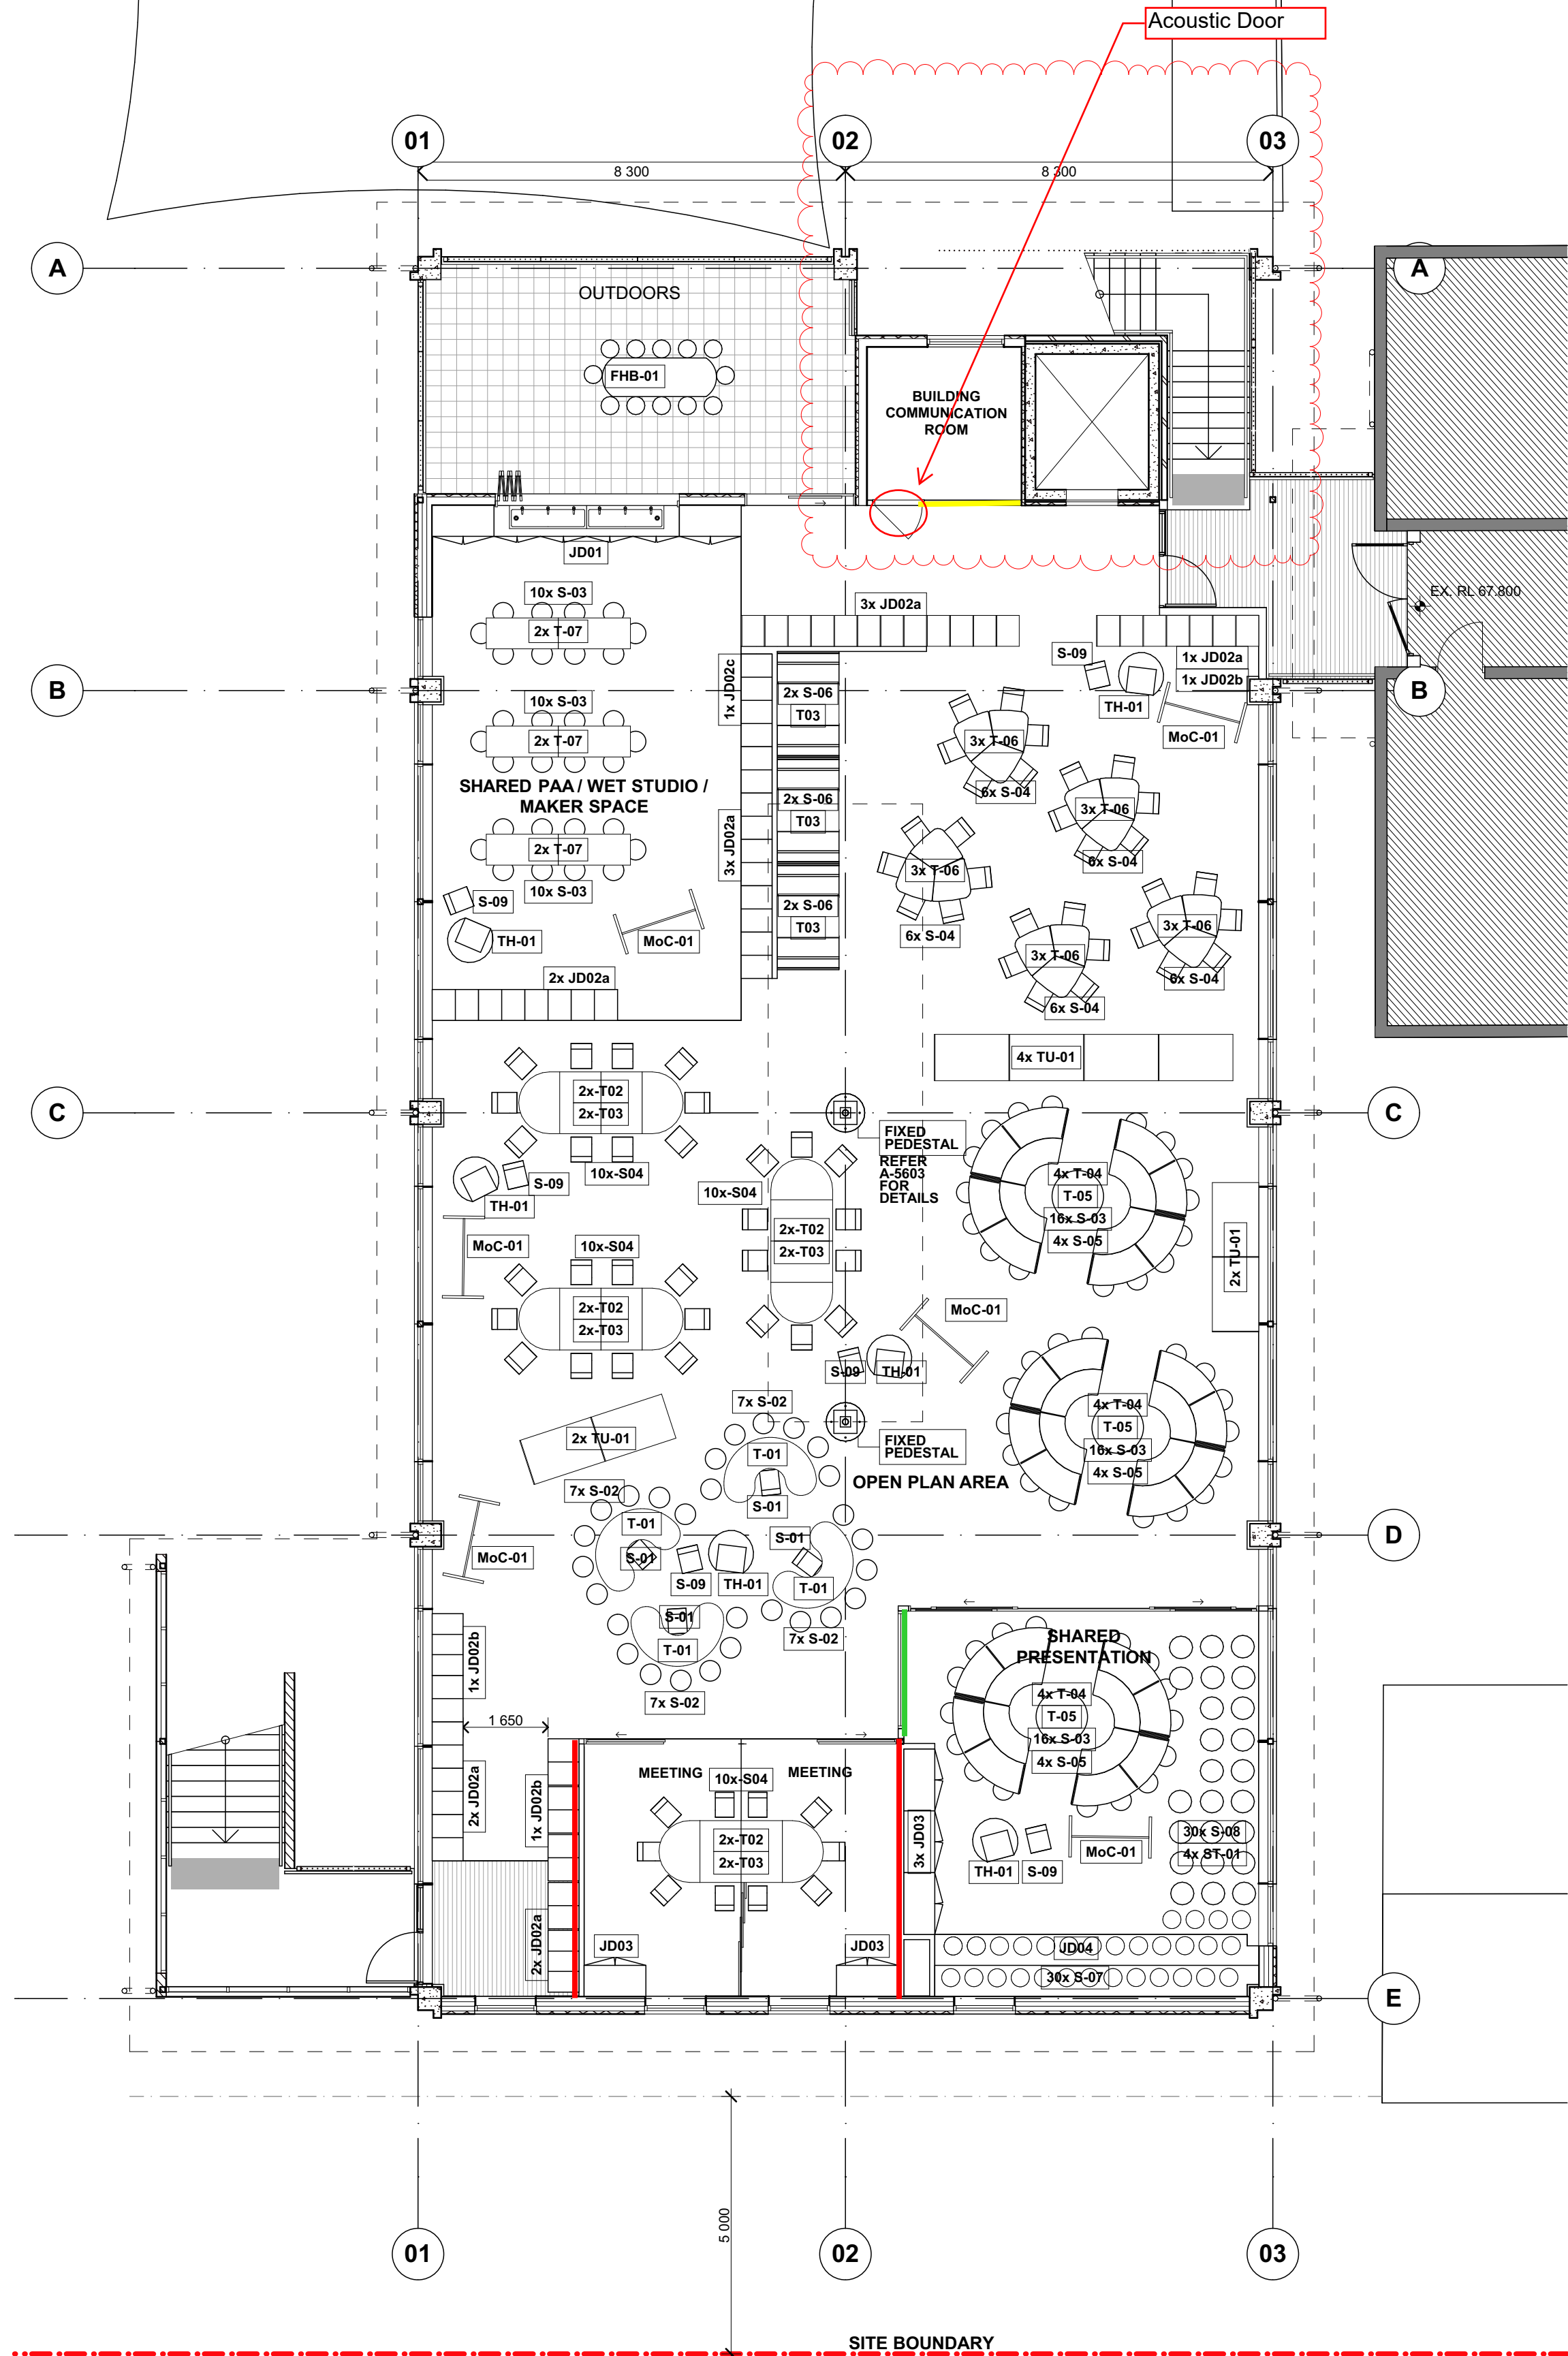 Acoustic Door
01
02
03
8 300
8 300
A
A
OUTDOORS
FHB-01
BUILDING
COMMUNICATION
ROOM
JD01
EX. RL 67.800
10x S-03
2x T-07
3x JD02a
S-09
1x JD02a
1x JD02b
TH-01
MoC-01
B
B
1x JD02c
2x S-06
T03
10x S-03
2x T-07
3x T-06
6x S-04
SHARED PAA / WET STUDIO /
MAKER SPACE
3x JD02a
2x S-06
T03
3x T-06
6x S-04
2x T-07
10x S-03
3x T-06
6x S-04
S-09
TH-01
MoC-01
2x S-06
T03
3x T-06
6x S-04
3x T-06
6x S-04
2x JD02a
4x TU-01
C
C
2x-T02
2x-T03
10x-S04
FIXED
PEDESTAL
REFER
A-5603
FOR
DETAILS
S-09
TH-01
10x-S04
4x T-04
T-05
16x S-03
4x S-05
MoC-01
10x-S04
2x-T02
2x-T03
2x TU-01
2x-T02
2x-T03
MoC-01
S-09
TH-01
7x S-02
4x T-04
T-05
16x S-03
4x S-05
2x TU-01
T-01
FIXED
PEDESTAL
S-01
OPEN PLAN AREA
7x S-02
T-01
S-01
S-01
D
MoC-01
S-09
TH-01
T-01
S-01
T-01
7x S-02
7x S-02
SHARED
PRESENTATION
1x JD02b
4x T-04
T-05
16x S-03
4x S-05
1 650
MEETING
10x-S04
MEETING
2x JD02a
1x JD02b
2x-T02
2x-T03
3x JD03
TH-01
S-09
MoC-01
30x S-08
4x ST-01
2x JD02a
JD03
JD03
JD04
30x S-07
E
5 000
01
02
03
SITE BOUNDARY